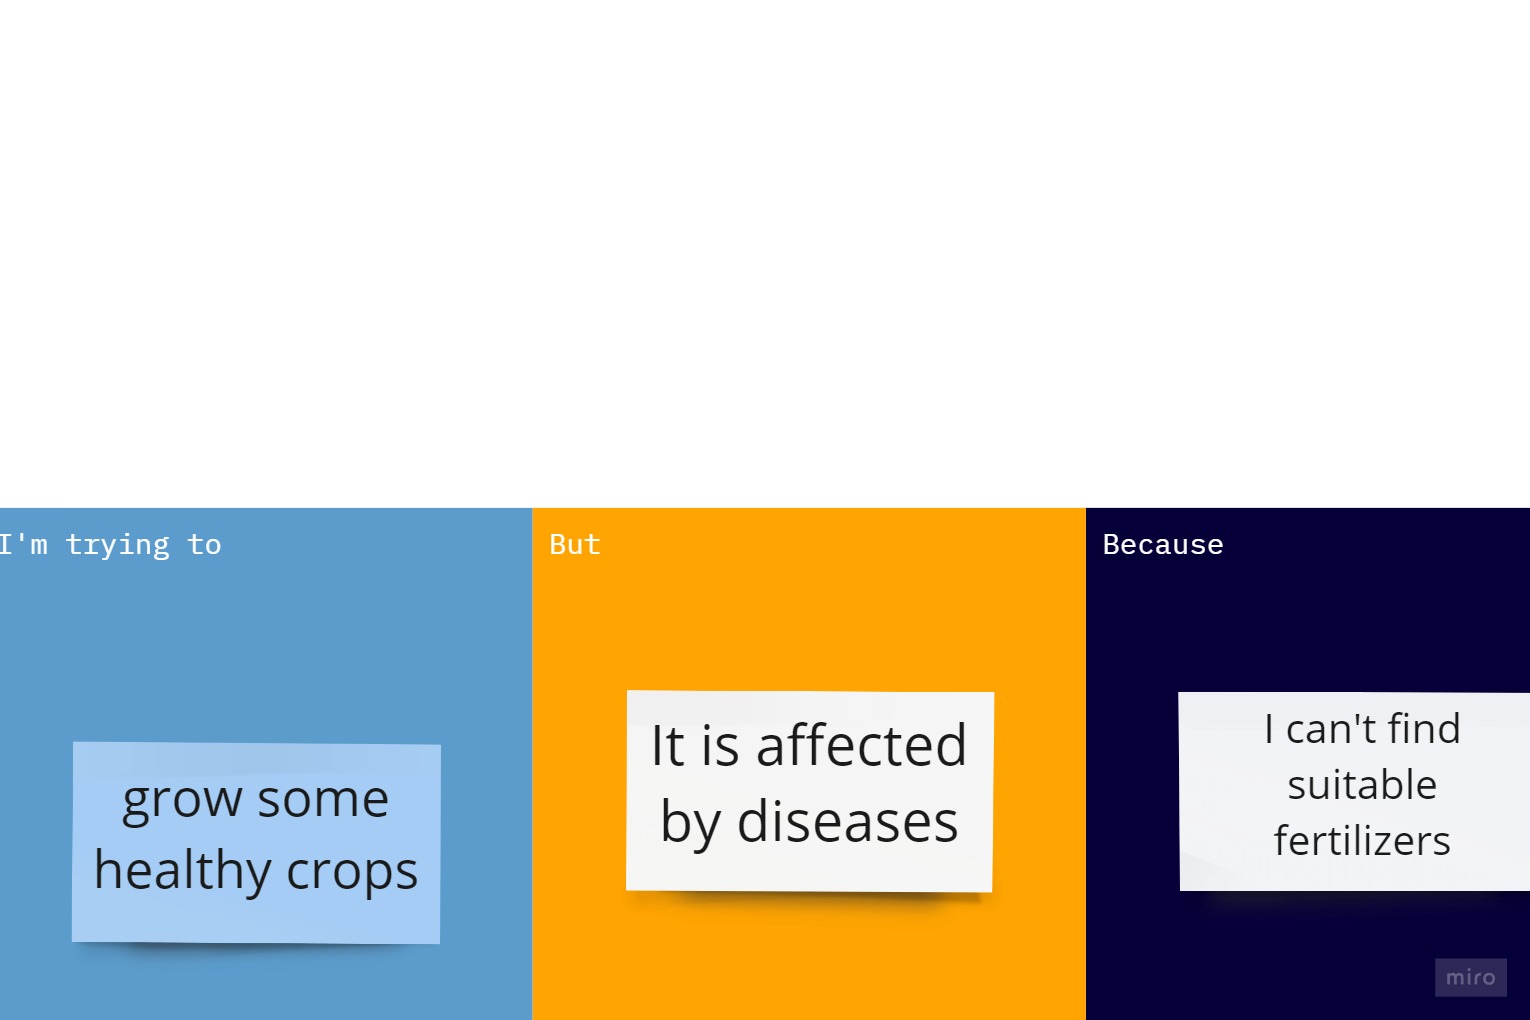 I'm trying to
But
Because
grow some
healthy crops
It is affected
by diseases
I can't find
suitable
fertilizers
miro